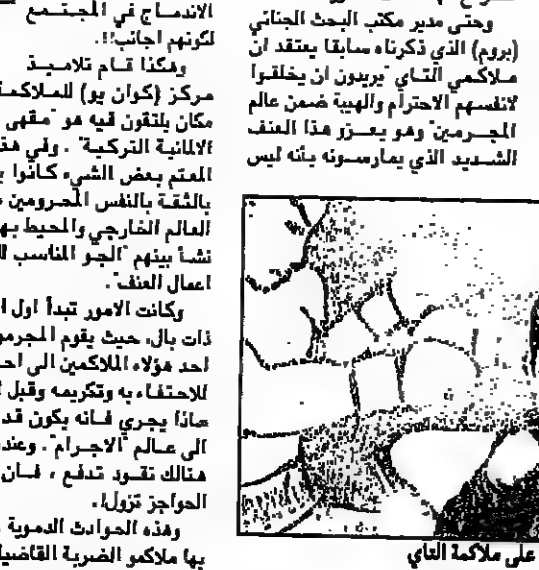 وحتى مدير مكتب البحث الجنائي
(بروم) الذي ذكرناه سابقا يعتقد ان
ملاكمي التاي "يريدون ان يخلقوا
لانفسهم الاحترام والهيبة ضمن عالم
المجرمين" وهو يعزو هذا العنف
الشديد الذي يمارسونه بأنه ليس
على ملاكمة التاي
الاندماج في المجتمع
لكونهم اجانب!!.
وهكذا قام تلاميذ
مركز (كوان يو) للملاكمة
مكان يلتقون فيه هو "مقهى
الالمانية التركية". وفي هذ
المعتم بعض الشيء كانوا
بالثقة بالنفس المحرومين
العالم الخارجي والمحيط بهـ
نشأ بينهم "الجو المناسب
اعمال العنف".
وكانت الامور تبدأ اول
ذات بال، حيث يقوم المجرمو
احد هؤلاء الملاكمين الى احـ
للاحتفاء به وتكريمه وقبل
ماذا يجري فانه يكون قد
الى عالم "الاجرام". وعند
هنالك نقود تدفع ، فان
الحواجز تزول!.
وهذه الحوادث الدموية
بها ملاكمو الضربة القاضية